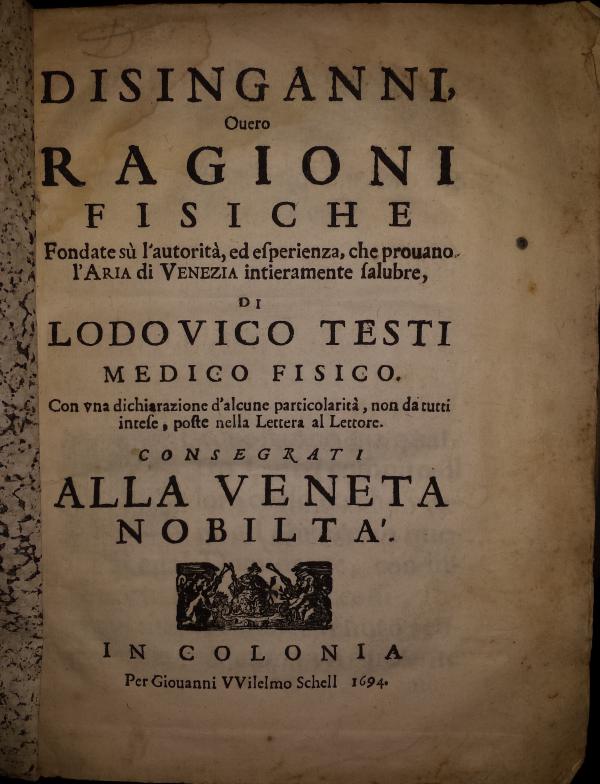 DISINGANNI,
Ouero
RAGIONI
FISICHE
Fondate sù l'autorità, ed eſperienza, che prouano
l'ARIA di VENEZIA intieramente ſalubre,
DI
LODOVICO TESTI
MEDICO FISICO.
Con vna dichiarazione d'alcune particolarità, non da tutti
inteſe, poſte nella Lettera al Lettore.
CONSEGRATI
ALLA VENETA
NOBILTA'.
IN COLONIA
Per Giouanni VVilelmo Schell 1694.